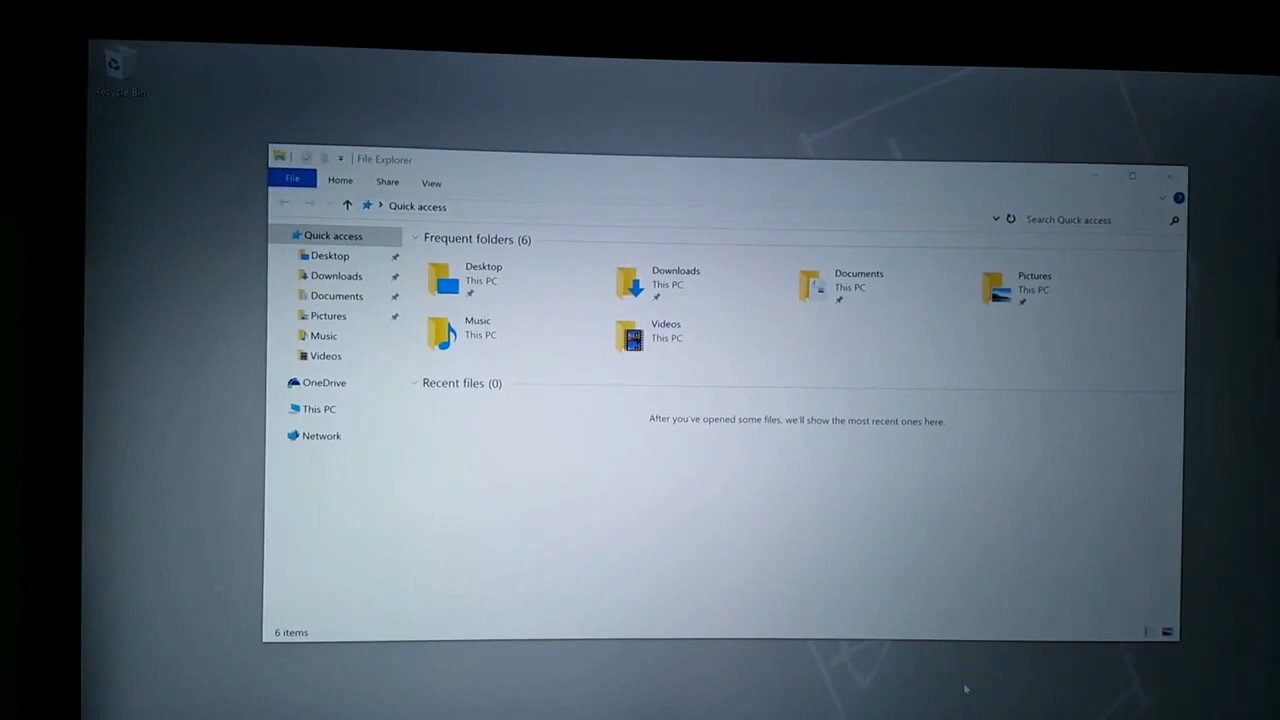 Recycle Bin
File Explorer
File Home Share View
Quick access Search Quick access
Quick access
Desktop
Downloads
Documents
Pictures
Music
Videos
OneDrive
This PC
Network
Frequent folders (6)
Desktop
This PC
Downloads
This PC
Documents
This PC
Pictures
This PC
Music
This PC
Videos
This PC
Recent files (0)
After you've opened some files, we'll show the most recent ones here.
6 items